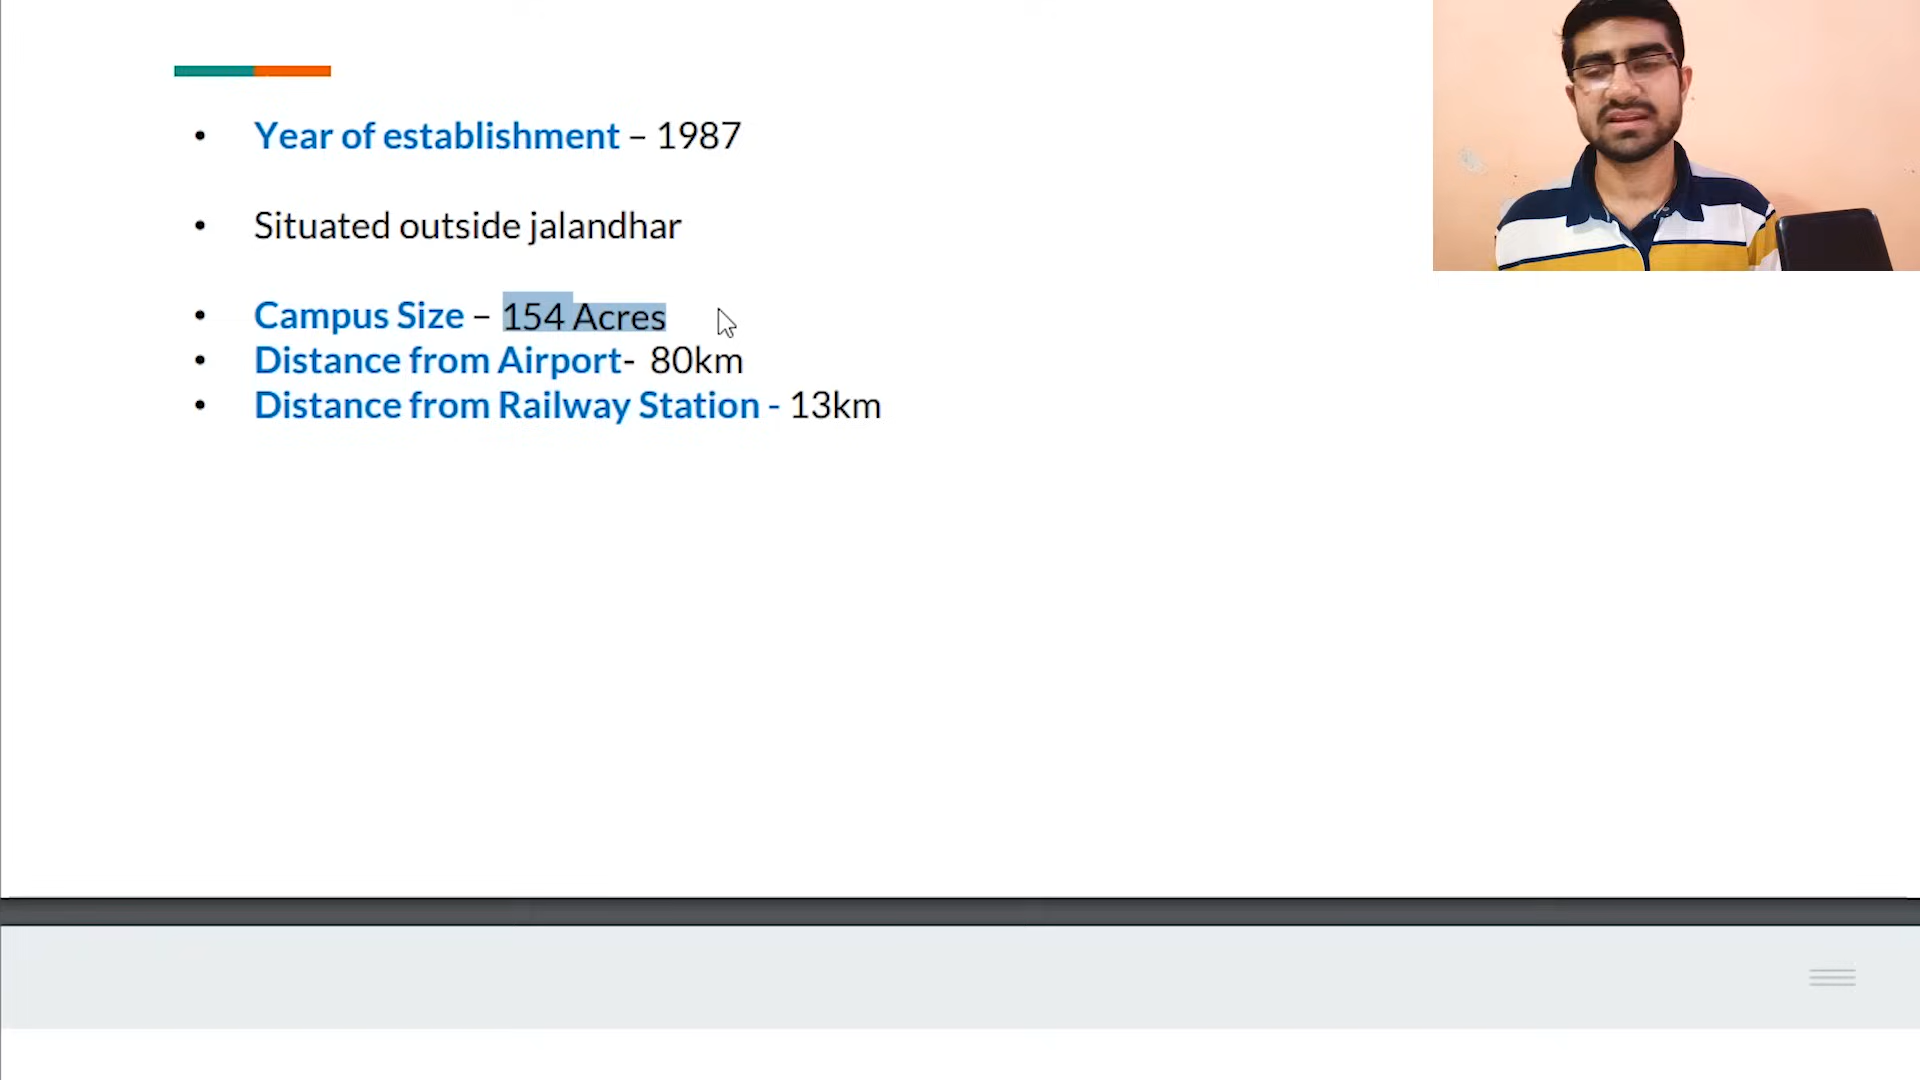 Year of establishment – 1987
Situated outside jalandhar
Campus Size – 154 Acres
Distance from Airport- 80km
Distance from Railway Station - 13km